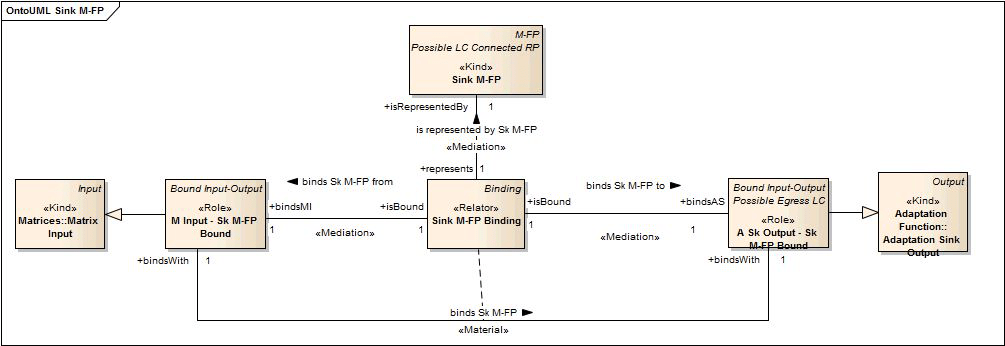 OntoUML Sink M-FP
M-FP
Possible LC Connected RP
«Kind»
Sink M-FP
+isRepresentedBy 1
is represented by Sk M-FP
«Mediation»
+represents 1
Input
«Kind»
Matrices::Matrix
Input
Bound Input-Output
«Role»
M Input - Sk M-FP
Bound
binds Sk M-FP from
+bindsMI +isBound
1 1
«Mediation»
Binding
«Relator»
Sink M-FP Binding
binds Sk M-FP to
+isBound +bindsAS
1 1
«Mediation»
Bound Input-Output
Possible Egress LC
«Role»
A Sk Output - Sk
M-FP Bound
Output
«Kind»
Adaptation
Function::
Adaptation Sink
Output
+bindsWith 1
+bindsWith 1
binds Sk M-FP
«Material»